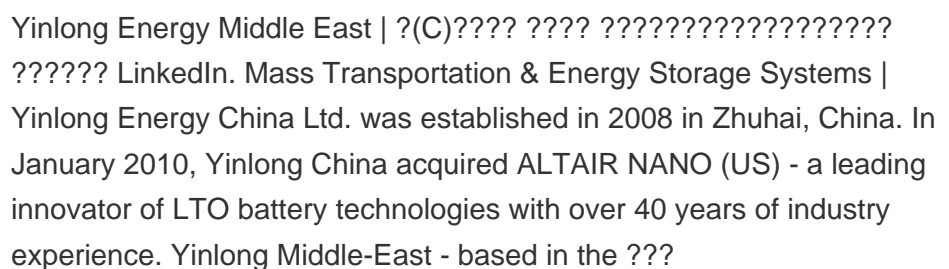 Yinlong Energy Middle East | ?(C)???? ???? ??????????????????
?????? LinkedIn. Mass Transportation & Energy Storage Systems |
Yinlong Energy China Ltd. was established in 2008 in Zhuhai, China. In
January 2010, Yinlong China acquired ALTAIR NANO (US) - a leading
innovator of LTO battery technologies with over 40 years of industry
experience. Yinlong Middle-East - based in the ???